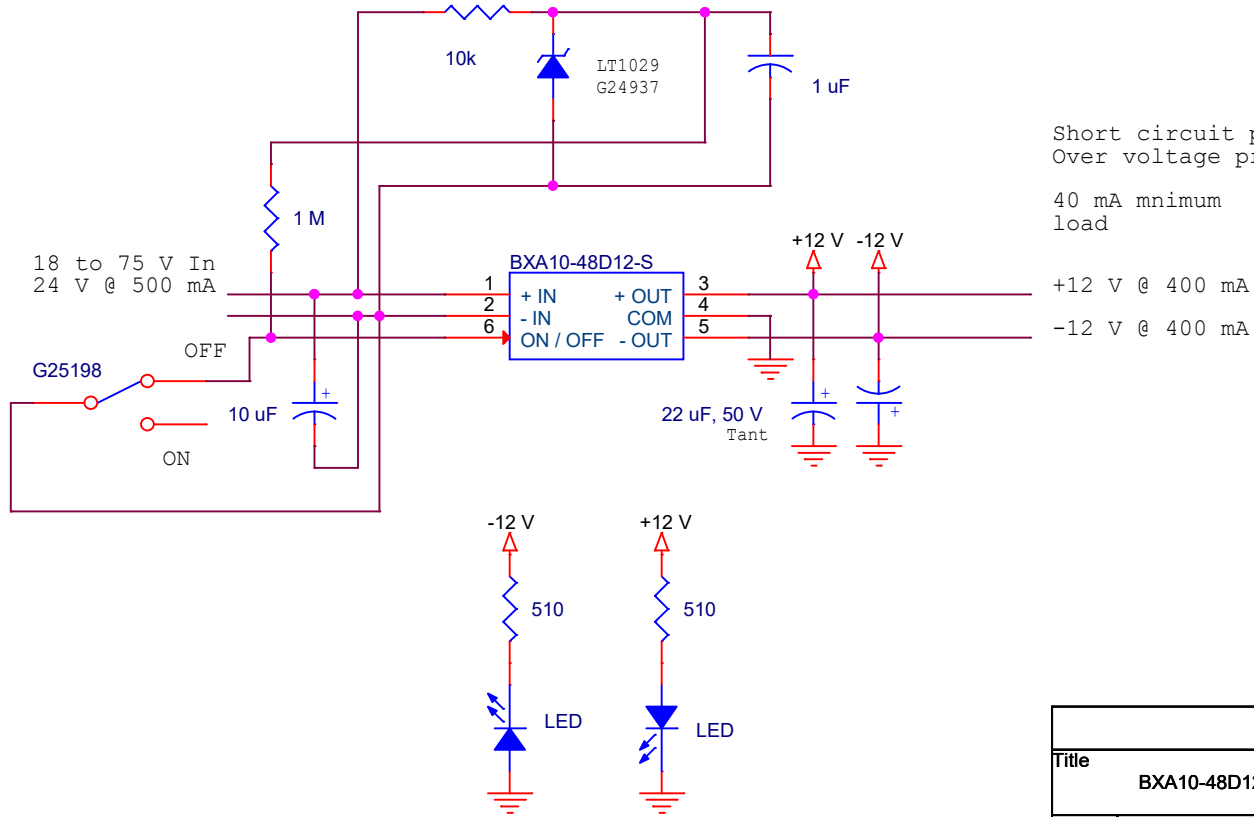 10k
LT1029
G24937
1 uF
Short circuit
Over voltage
1 M
40 mA mnimum
load
18 to 75 V In
24 V @ 500 mA
+12 V -12 V
BXA10-48D12-S
1 + IN + OUT 3
2 - IN COM 4
6 ON / OFF - OUT 5
+12 V @ 400 mA
-12 V @ 400 mA
OFF
G25198
10 uF +
22 uF, 50 V + +
Tant
ON
-12 V +12 V
510 510
LED LED
Title
BXA10-48D12